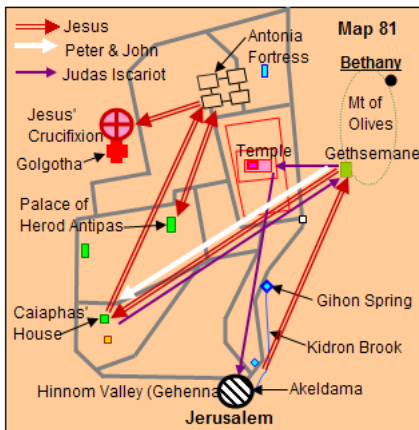 Jesus
Map 81
Peter & John
Antonia
Fortress
Judas Iscariot
Bethany
Jesus'
Crucifixion
Mt of
Olives
Golgotha
Temple
Gethsemane
Palace of
Herod Antipas
Caiaphas'
House
Gihon Spring
Kidron Brook
Hinnom Valley (Gehenna
Akeldama
Jerusalem